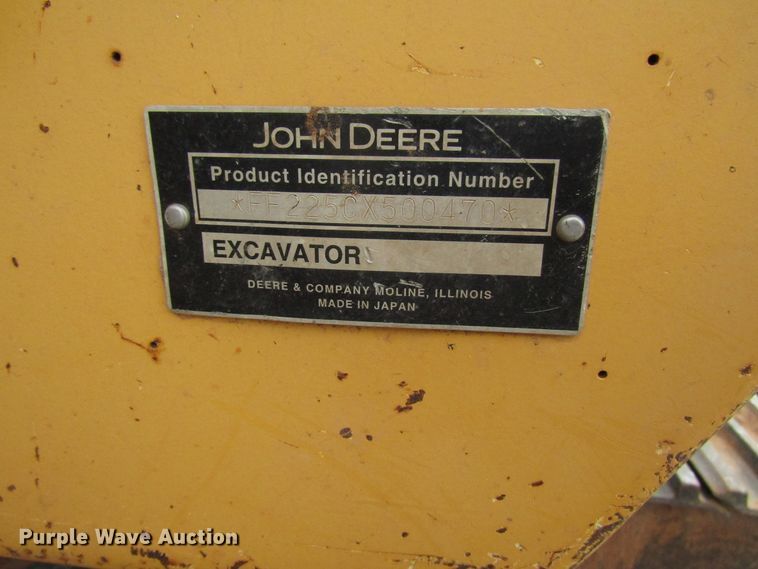 JOHN DEERE
Product Identification Number
*FF225CX500470*
EXCAVATOR
DEERE & COMPANY MOLINE, ILLINOIS
MADE IN JAPAN
Purple Wave Auction